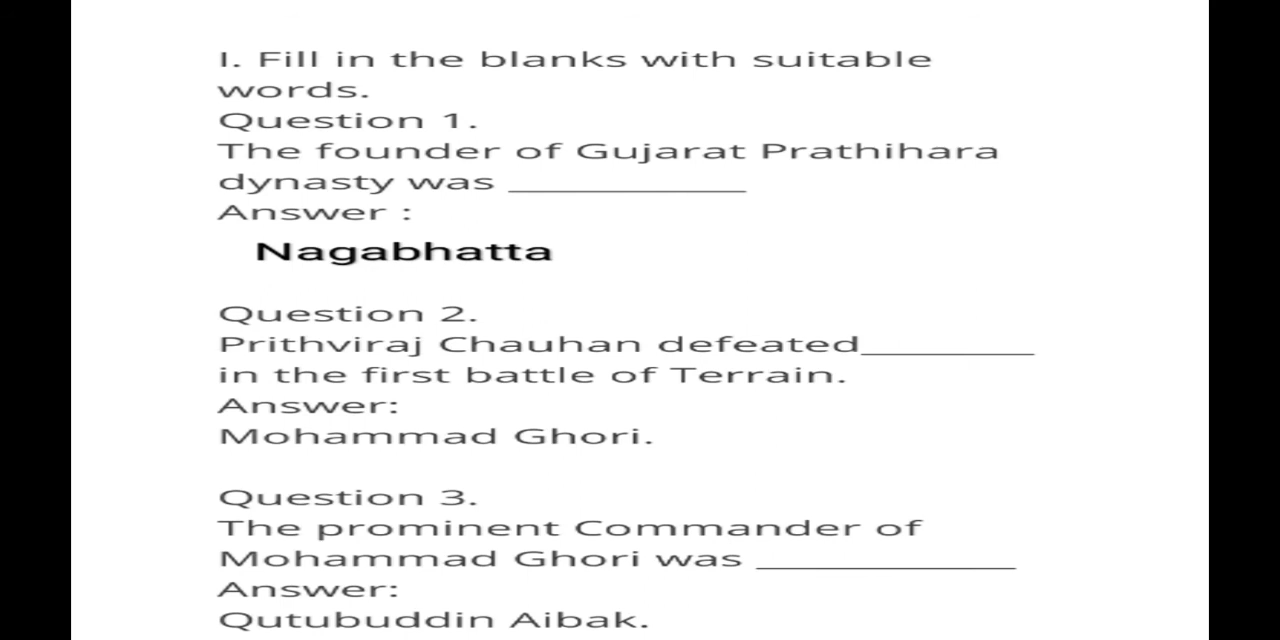 I. Fill in the blanks with suitable
words.
Question 1.
The founder of Gujarat Prathihara
dynasty was ______________
Answer :
Nagabhatta
Question 2.
Prithviraj Chauhan defeated__________
in the first battle of Terrain.
Answer:
Mohammad Ghori.
Question 3.
The prominent Commander of
Mohammad Ghori was _______________
Answer:
Qutubuddin Aibak.